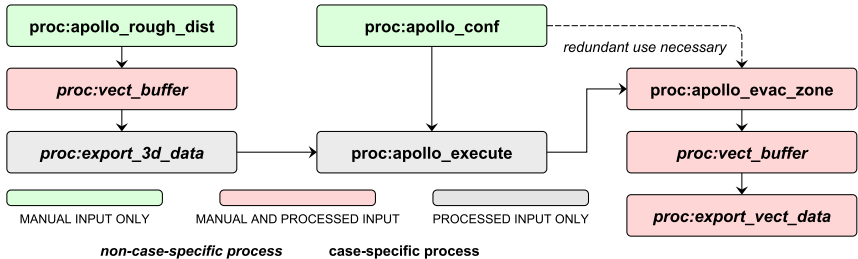 proc:apollo_rough_dist
proc:apollo_conf
redundant use necessary
proc:vect_buffer
proc:apollo_evac_zone
proc:export_3d_data
proc:apollo_execute
proc:vect_buffer
MANUAL INPUT ONLY
MANUAL AND PROCESSED INPUT
PROCESSED INPUT ONLY
proc:export_vect_data
non-case-specific process
case-specific process